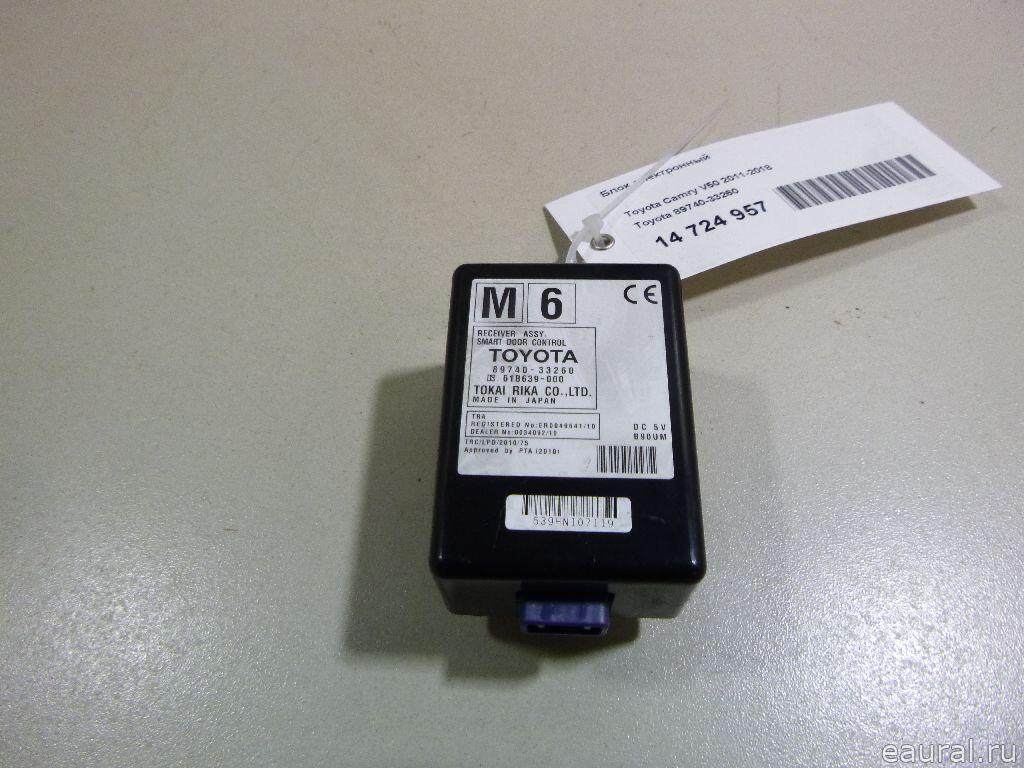 Блок электронный
Toyota Camry V50 2011-2018
Toyota 89740-33260
14 724 957
M 6
CE
RECEIVER ASSY.
SMART DOOR CONTROL
TOYOTA
89740-33260
61B639-000
TOKAI RIKA CO.,LTD.
MADE IN JAPAN
TRA
REGISTERED No:ER0049641/10
DEALER No:0034092/10
TRC/LPD/2010/75
Approved by PTA (2010)
DC 5V
B90UM
539-N107119
eaural.ru